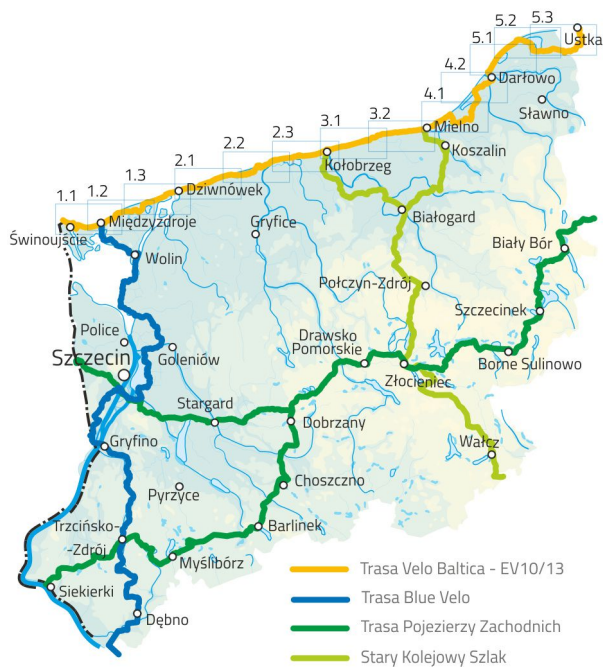 5.3
5.2
Ustka
5.1
4.2
Darłowo
Sławno
4.1
3.2
Mielno
3.1
Koszalin
2.3
2.2
Kołobrzeg
2.1
1.3
Dziwnówek
1.2
1.1
Międzyzdroje
Gryfice
Białogard
Świnoujście
Biały Bór
Wolin
Połczyn-Zdrój
Szczecinek
Police
Szczecin
Goleniów
Drawsko
Pomorskie
Borne Sulinowo
Złocieniec
Stargard
Dobrzany
Gryfino
Wałcz
Choszczno
Pyrzyce
Trzcińsko-
-Zdrój
Barlinek
Myślibórz
Siekierki
Dębno
Trasa Velo Baltica - EV10/13
Trasa Blue Velo
Trasa Pojezierzy Zachodnich
Stary Kolejowy Szlak